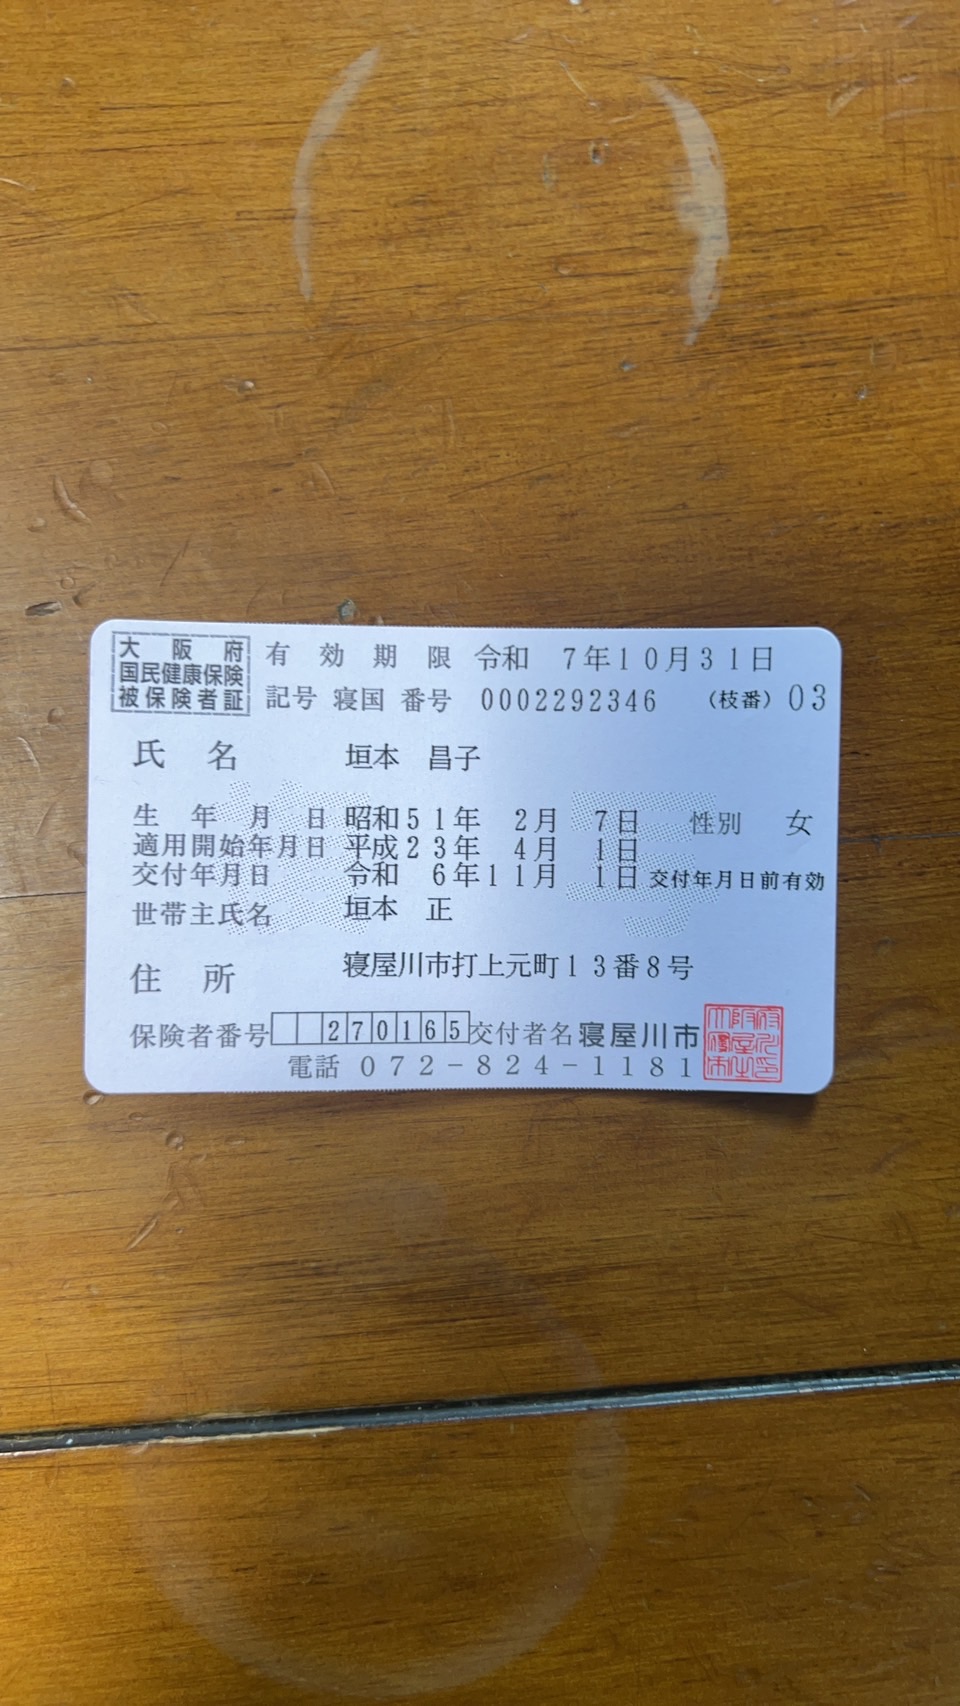 大阪府
国民健康保険
被保険者証
有効期限 令和 7年10月31日
記号 寝国 番号 0002292346 (枝番) 03
氏名 垣本 昌子
生年月日 昭和51年 2月 7日 性別 女
適用開始年月日 平成23年 4月 1日
交付年月日 令和 6年11月 1日 交付年月日前有効
世帯主氏名 垣本 正
住所 寝屋川市打上元町13番8号
保険者番号 270165 交付者名 寝屋川市
電話 072-824-1181